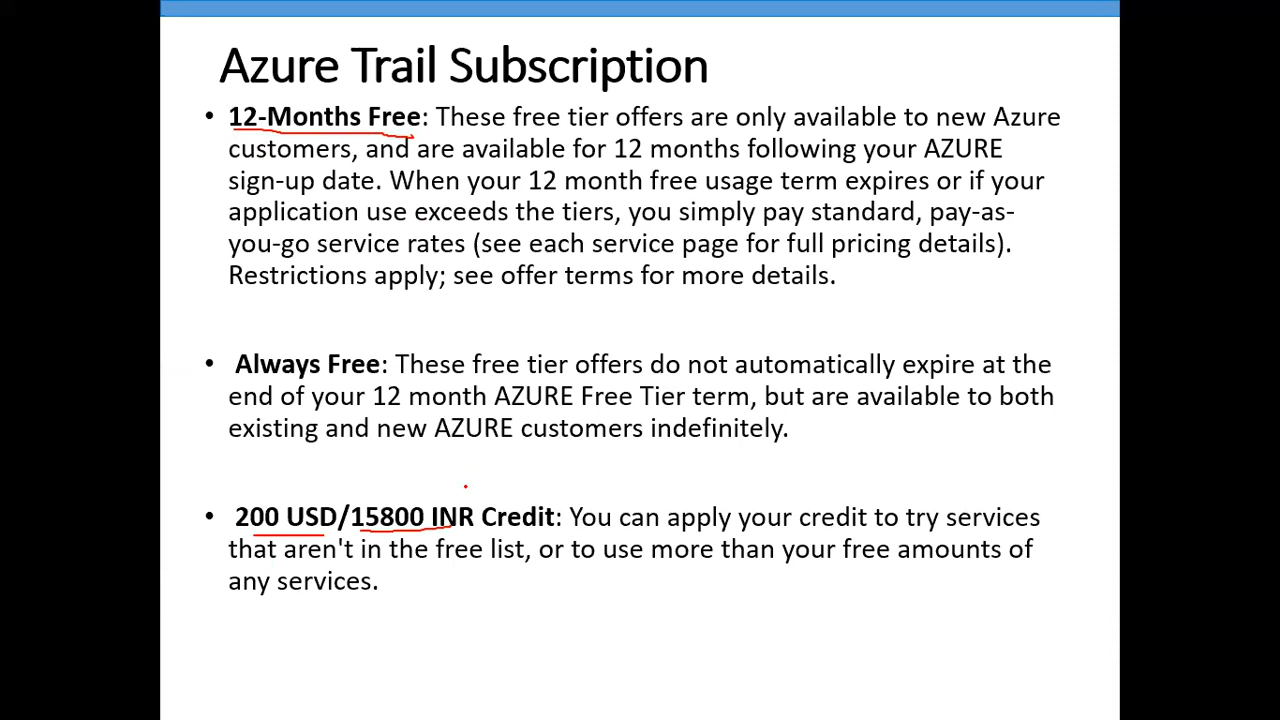 Azure Trail Subscription
• 12-Months Free: These free tier offers are only available to new Azure
customers, and are available for 12 months following your AZURE
sign-up date. When your 12 month free usage term expires or if your
application use exceeds the tiers, you simply pay standard, pay-as-
you-go service rates (see each service page for full pricing details).
Restrictions apply; see offer terms for more details.
• Always Free: These free tier offers do not automatically expire at the
end of your 12 month AZURE Free Tier term, but are available to both
existing and new AZURE customers indefinitely.
• 200 USD/15800 INR Credit: You can apply your credit to try services
that aren't in the free list, or to use more than your free amounts of
any services.